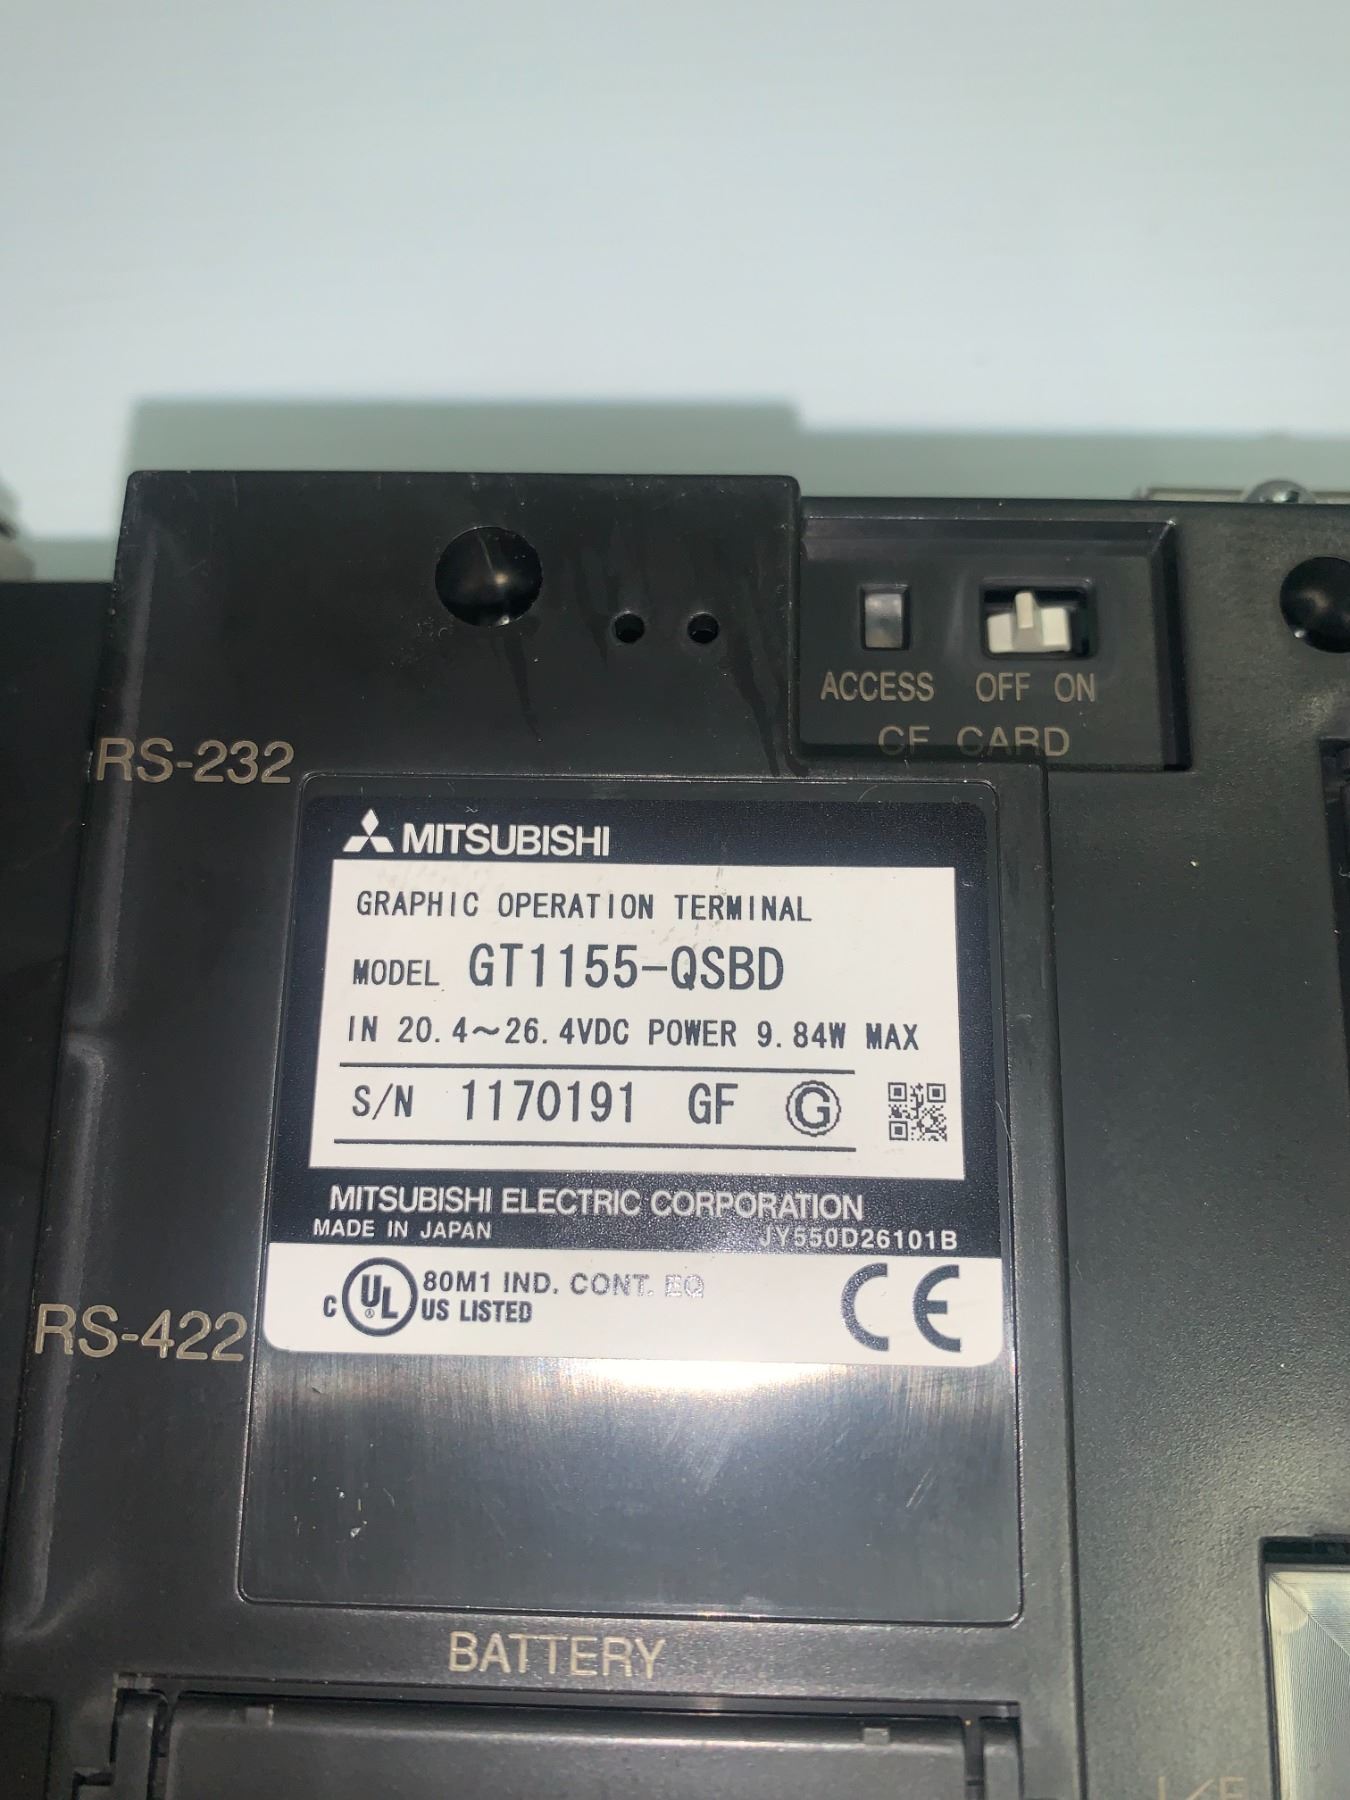 ACCESS OFF ON
CF CARD
RS-232
MITSUBISHI
GRAPHIC OPERATION TERMINAL
MODEL GT1155-QSBD
IN 20.4~26.4VDC POWER 9.84W MAX
S/N 1170191 GF G
MITSUBISHI ELECTRIC CORPORATION
MADE IN JAPAN JY550D26101B
C UL ® US LISTED 80M1 IND. CONT. EQ
CE
RS-422
BATTERY
I/F